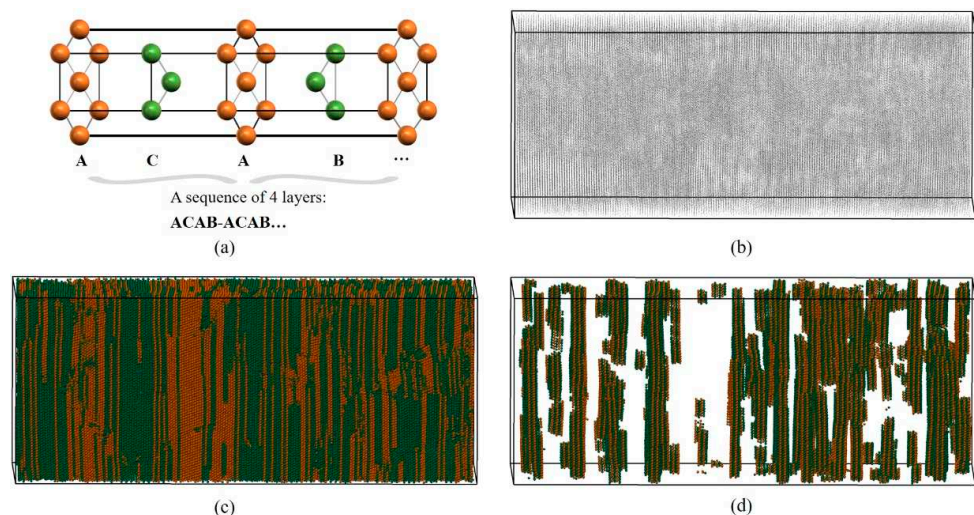 A C A B ...
A sequence of 4 layers:
ACAB-ACAB...
(a)
(b)
(c)
(d)